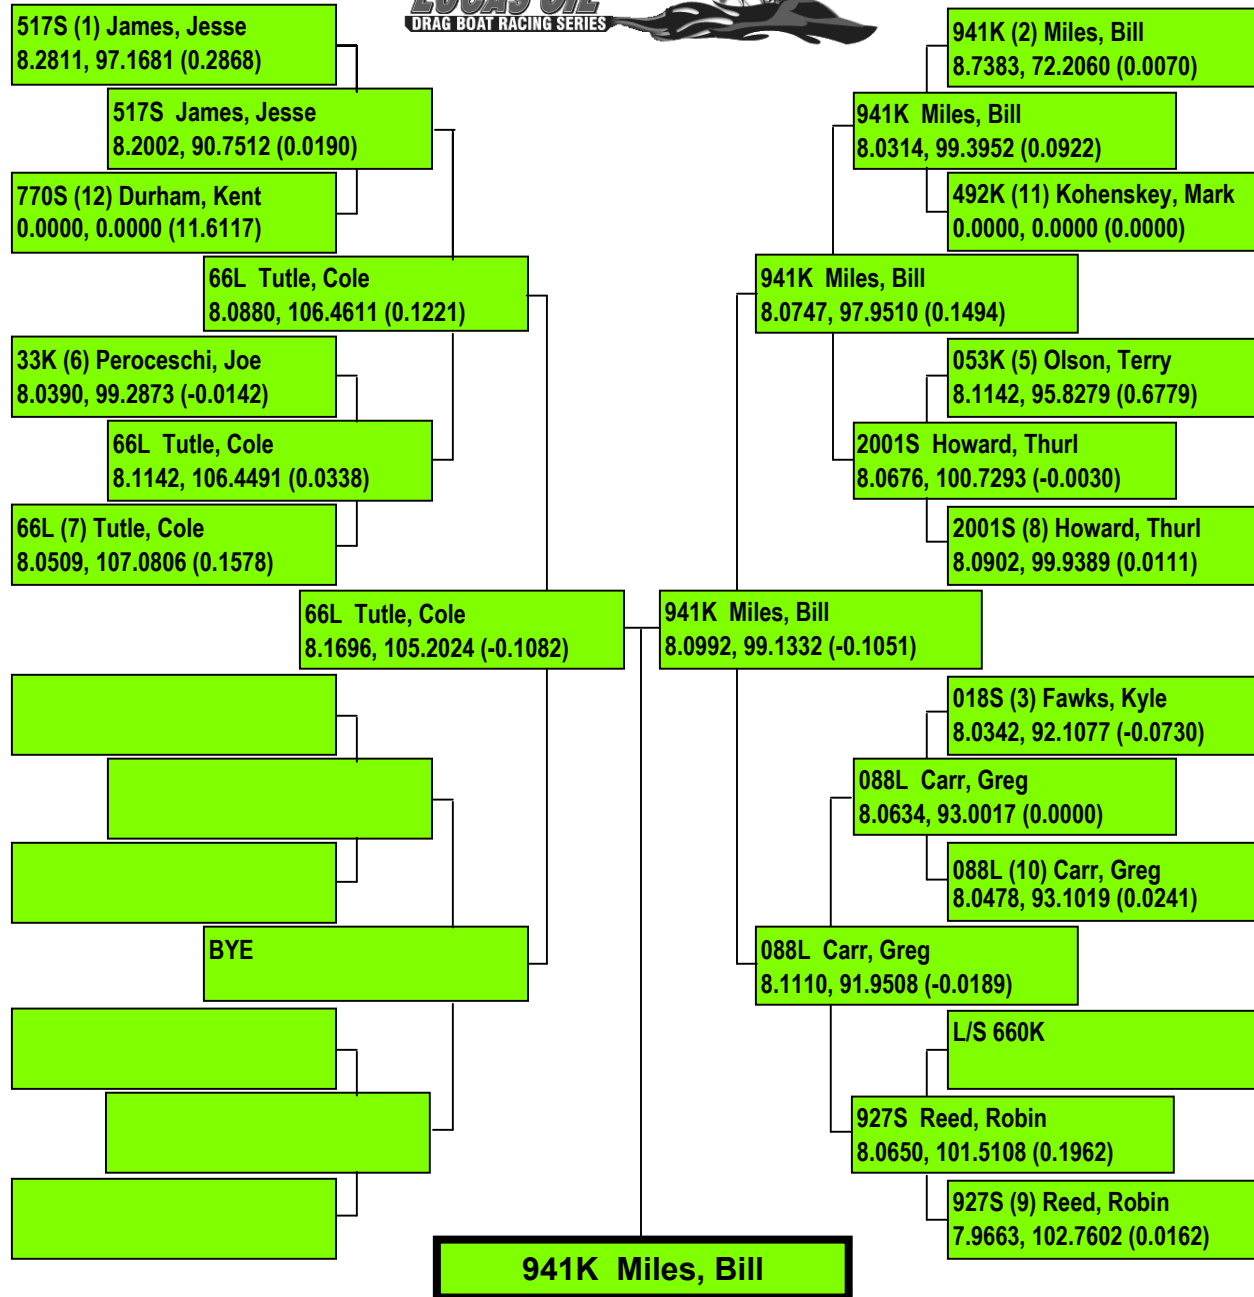 LUCAS OIL
DRAG BOAT RACING SERIES
517S (1) James, Jesse
8.2811, 97.1681 (0.2868)
517S  James, Jesse
8.2002, 90.7512 (0.0190)
770S (12) Durham, Kent
0.0000, 0.0000 (11.6117)
66L  Tutle, Cole
8.0880, 106.4611 (0.1221)
33K (6) Peroceschi, Joe
8.0390, 99.2873 (-0.0142)
66L  Tutle, Cole
8.1142, 106.4491 (0.0338)
66L (7) Tutle, Cole
8.0509, 107.0806 (0.1578)
66L  Tutle, Cole
8.1696, 105.2024 (-0.1082)
BYE
941K (2) Miles, Bill
8.7383, 72.2060 (0.0070)
941K  Miles, Bill
8.0314, 99.3952 (0.0922)
492K (11) Kohenskey, Mark
0.0000, 0.0000 (0.0000)
941K  Miles, Bill
8.0747, 97.9510 (0.1494)
053K (5) Olson, Terry
8.1142, 95.8279 (0.6779)
2001S  Howard, Thurl
8.0676, 100.7293 (-0.0030)
2001S (8) Howard, Thurl
8.0902, 99.9389 (0.0111)
941K  Miles, Bill
8.0992, 99.1332 (-0.1051)
018S (3) Fawks, Kyle
8.0342, 92.1077 (-0.0730)
088L  Carr, Greg
8.0634, 93.0017 (0.0000)
088L (10) Carr, Greg
8.0478, 93.1019 (0.0241)
088L  Carr, Greg
8.1110, 91.9508 (-0.0189)
L/S 660K
927S  Reed, Robin
8.0650, 101.5108 (0.1962)
927S (9) Reed, Robin
7.9663, 102.7602 (0.0162)
941K  Miles, Bill